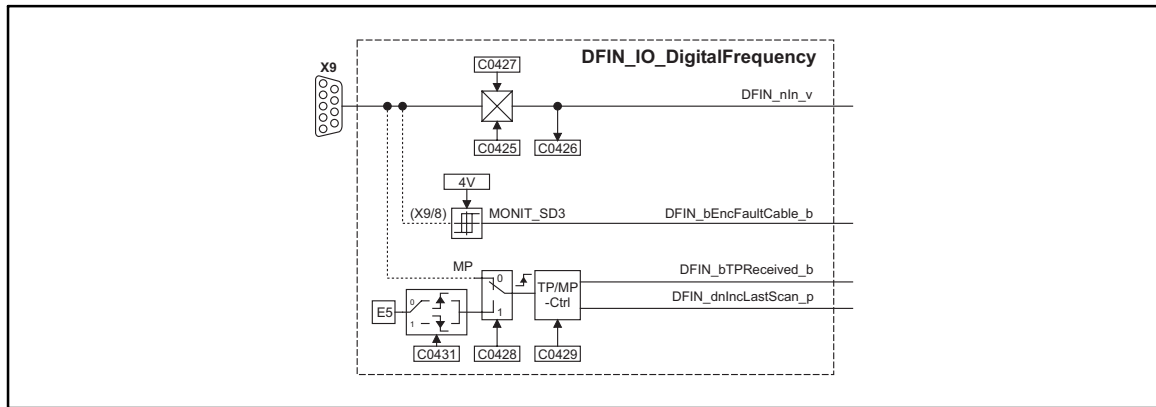 DFIN_IO_DigitalFrequency
X9
C0427
DFIN_nIn_v
C0425
C0426
4V
(X9/8)
MONIT_SD3
DFIN_bEncFaultCable_b
MP
0
TP/MP
-Ctrl
DFIN_bTPReceived_b
DFIN_dnIncLastScan_p
E5
0
1
1
C0431
C0428
C0429